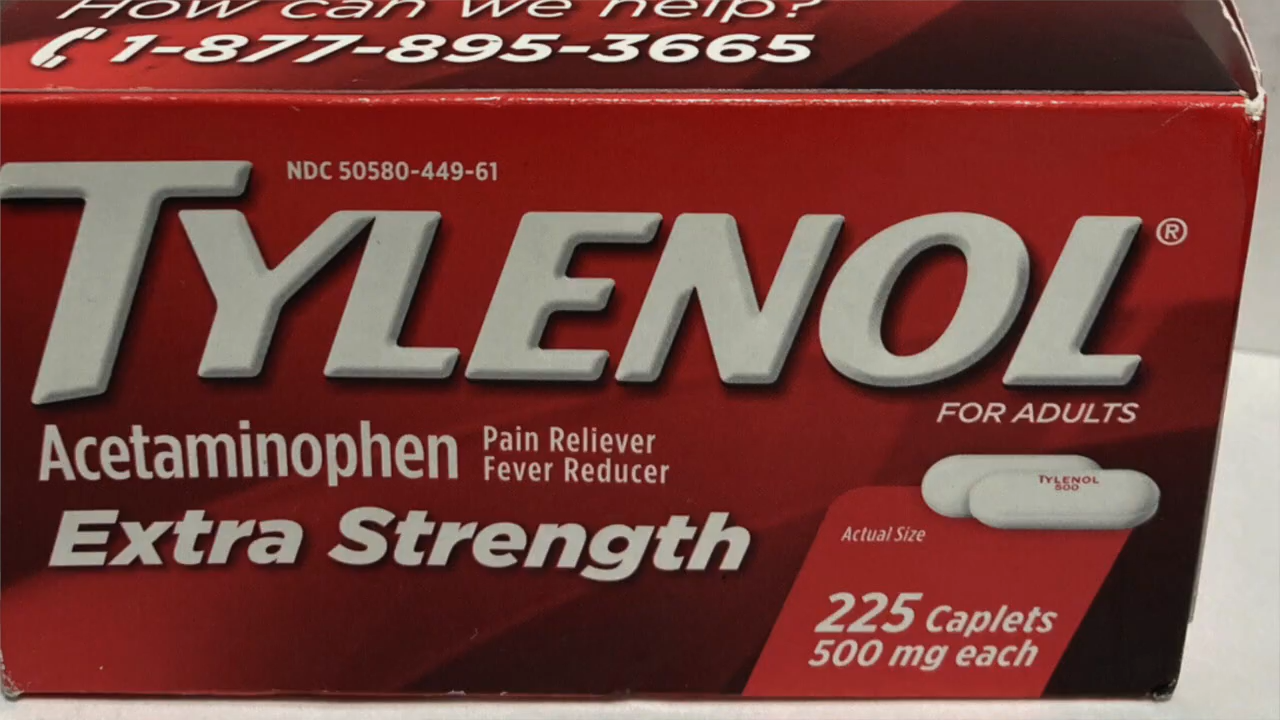 How can we help?
1-877-895-3665
NDC 50580-449-61
TYLENOL®
FOR ADULTS
Acetaminophen Pain Reliever
Fever Reducer
Extra Strength
TYLENOL
500
Actual Size
225 Caplets
500 mg each